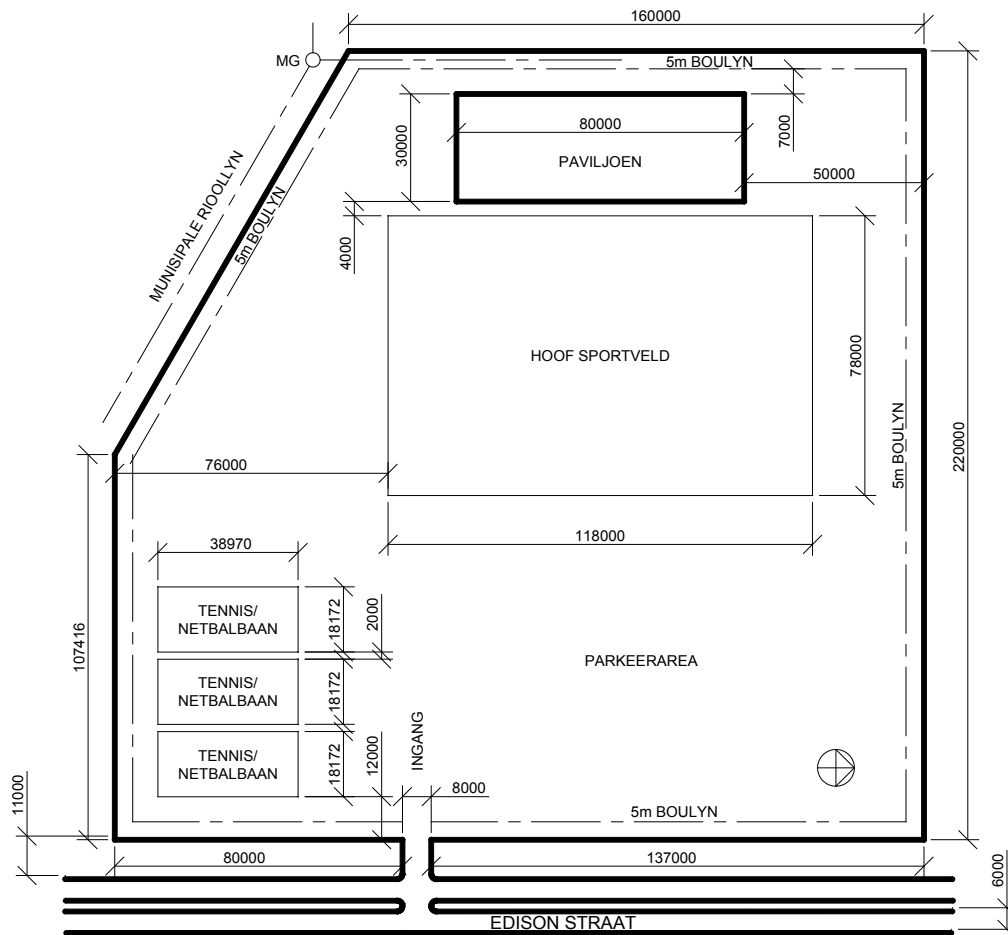 160000
MG
5m BOULYN
7000
30000
80000
PAVILJOEN
50000
MUNISIPALE RIOOLLYN
5m BOULYN
4000
HOOF SPORTVELD
78000
220000
5m BOULYN
76000
118000
38970
107416
TENNIS/
NETBALBAAN
18172
2000
TENNIS/
NETBALBAAN
18172
PARKEERAREA
TENNIS/
NETBALBAAN
18172
12000
INGANG
8000
5m BOULYN
11000
80000
137000
6000
EDISON STRAAT